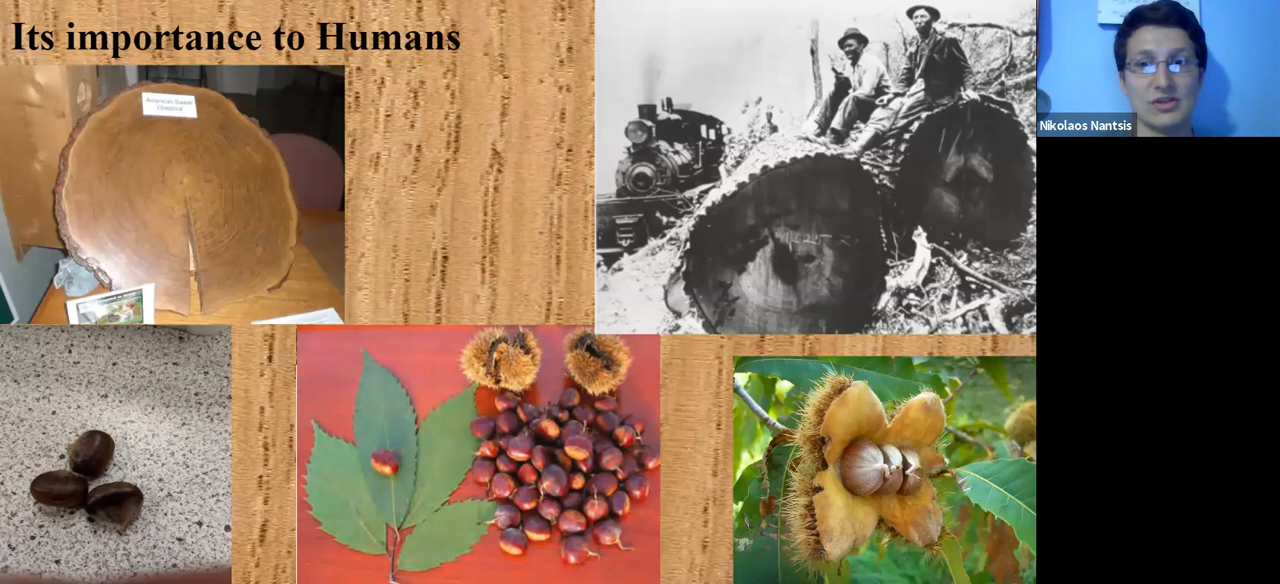 Its importance to Humans
American Sweet
Chestnut
Nikolaos Nantsis